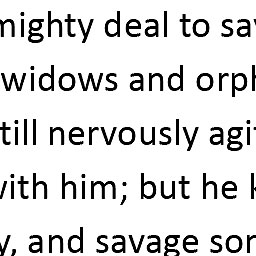 mighty deal to sav
widows and orph
till nervously agit
with him; but he k
y, and savage sor